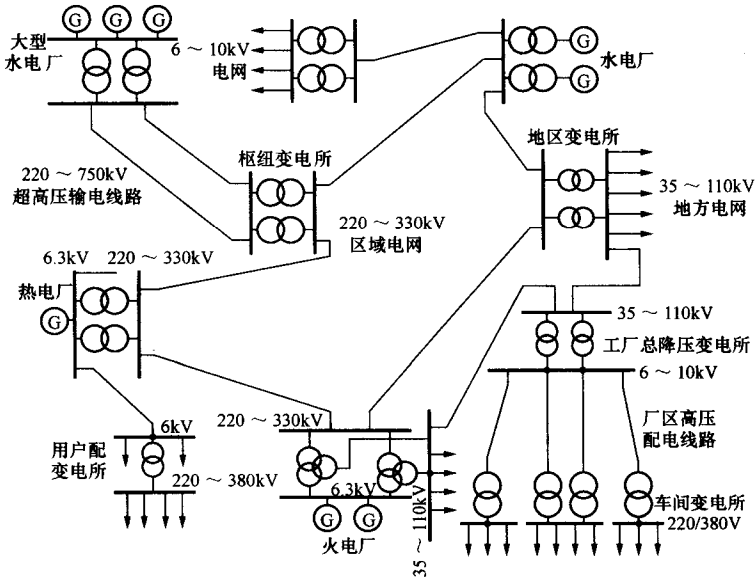 G G G
大型
水电厂
6～10kV
电网
G
G
水电厂
220～750kV
超高压输电线路
枢纽变电所
地区变电所
35～110kV
地方电网
220～330kV
区域电网
6.3kV 220～330kV
热电厂
G
35～110kV
工厂总降压变电所
6～10kV
220～330kV
厂区高压
配电线路
6kV
用户配
变电所
220～380kV
6.3kV
G G
火电厂
35～110kV
车间变电所
220/380V